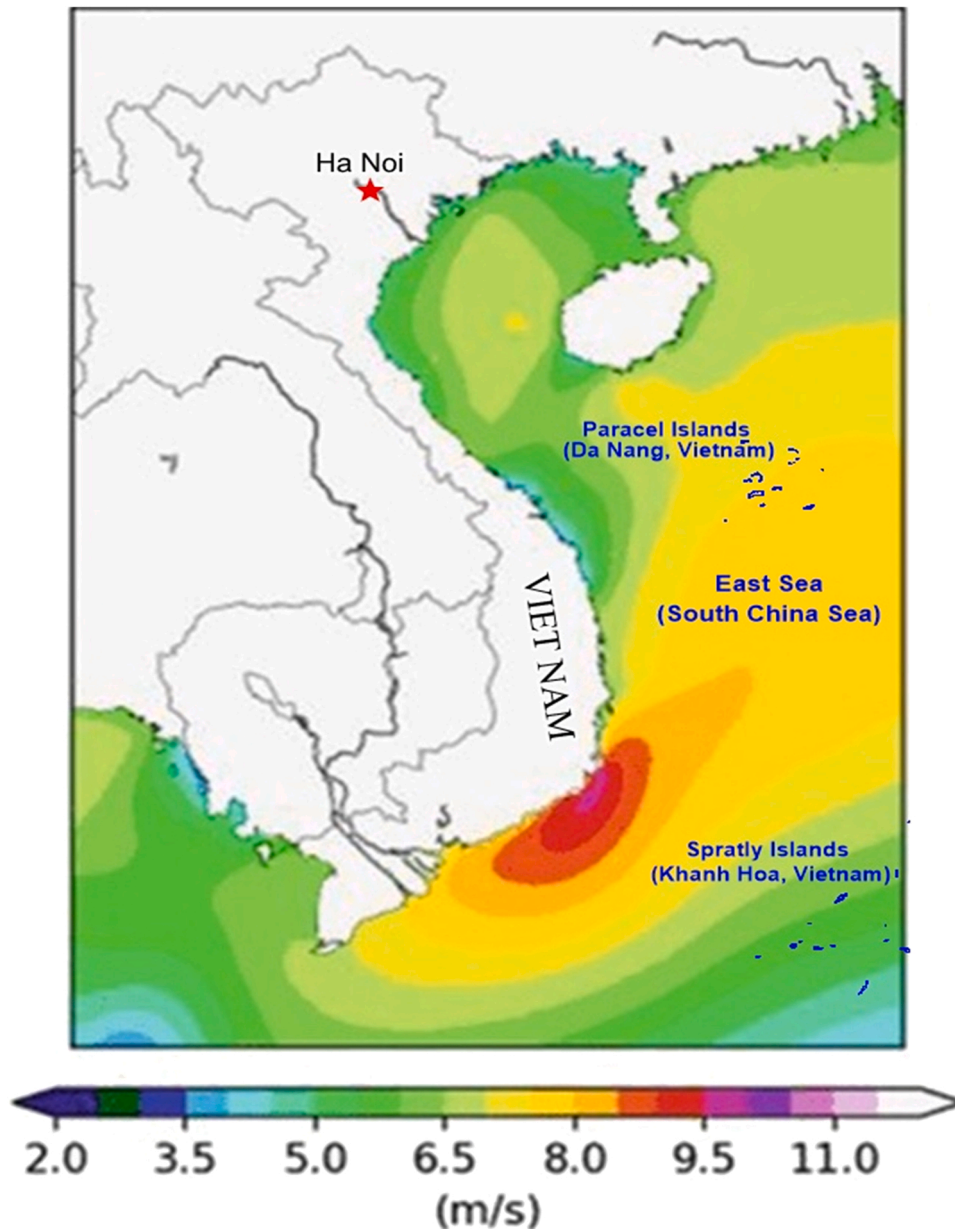 Ha Noi
Paracel Islands
(Da Nang, Vietnam)
East Sea
(South China Sea)
VIET NAM
Spratly Islands
(Khanh Hoa, Vietnam)
2.0 3.5 5.0 6.5 8.0 9.5 11.0
(m/s)